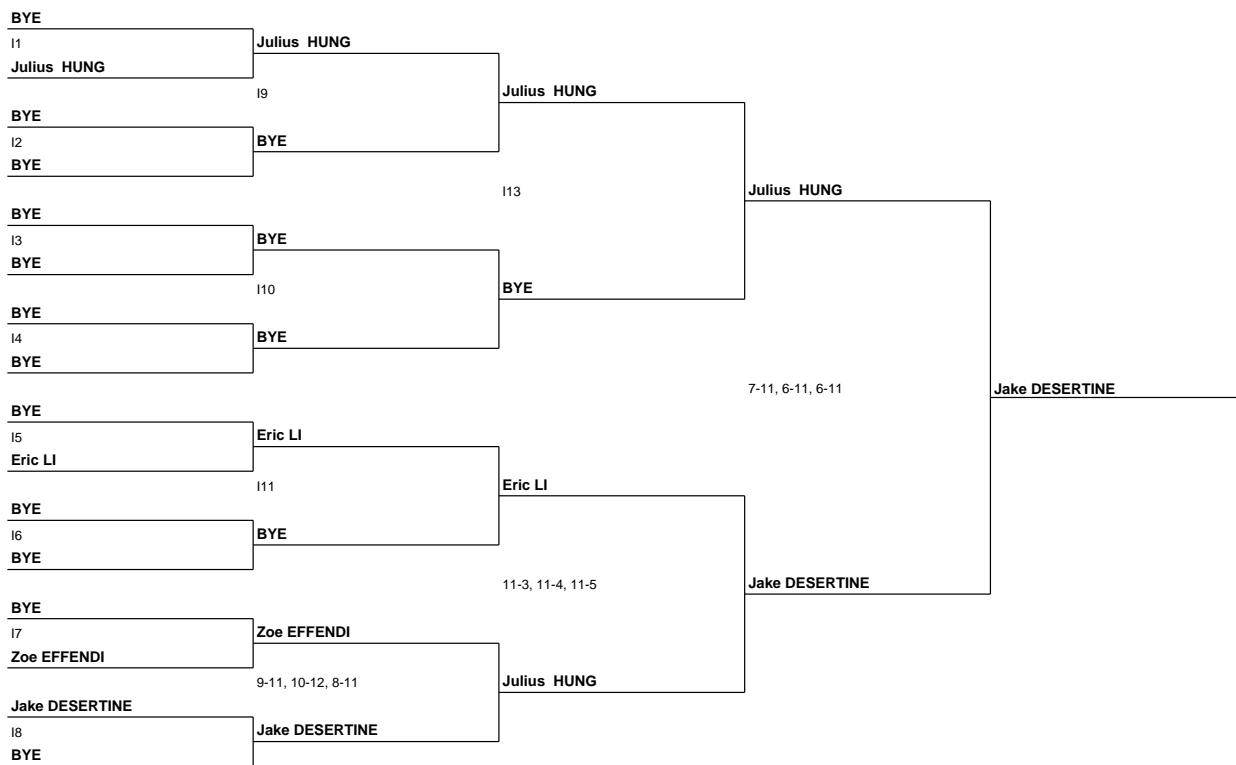 BYE
I1
Julius HUNG
Julius HUNG
I9
BYE
I2
BYE
BYE
Julius HUNG
I13
BYE
I3
BYE
BYE
I10
BYE
I4
BYE
BYE
BYE
Julius HUNG
7-11, 6-11, 6-11
Jake DESERTINE
BYE
I5
Eric LI
Eric LI
I11
BYE
I6
BYE
BYE
Eric LI
11-3, 11-4, 11-5
Jake DESERTINE
BYE
I7
Zoe EFFENDI
Zoe EFFENDI
9-11, 10-12, 8-11
Julius HUNG
Jake DESERTINE
I8
BYE
Jake DESERTINE